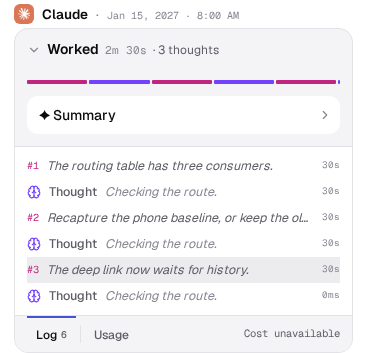 Claude · Jan 15, 2027 · 8:00 AM
Worked 2m 30s · 3 thoughts
Summary
#1 The routing table has three consumers. 30s
Thought Checking the route. 30s
#2 Recapture the phone baseline, or keep the ol… 30s
Thought Checking the route. 30s
#3 The deep link now waits for history. 30s
Thought Checking the route. 0ms
Log 6 Usage Cost unavailable